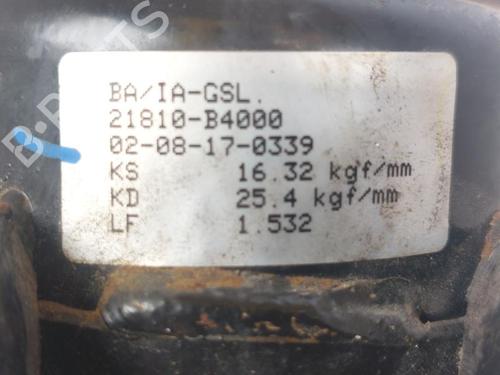 BA/IA-GSL.
21810-B4000
02-08-17-0339
KS 16.32 kgf/mm
KD 25.4 kgf/mm
LF 1.532